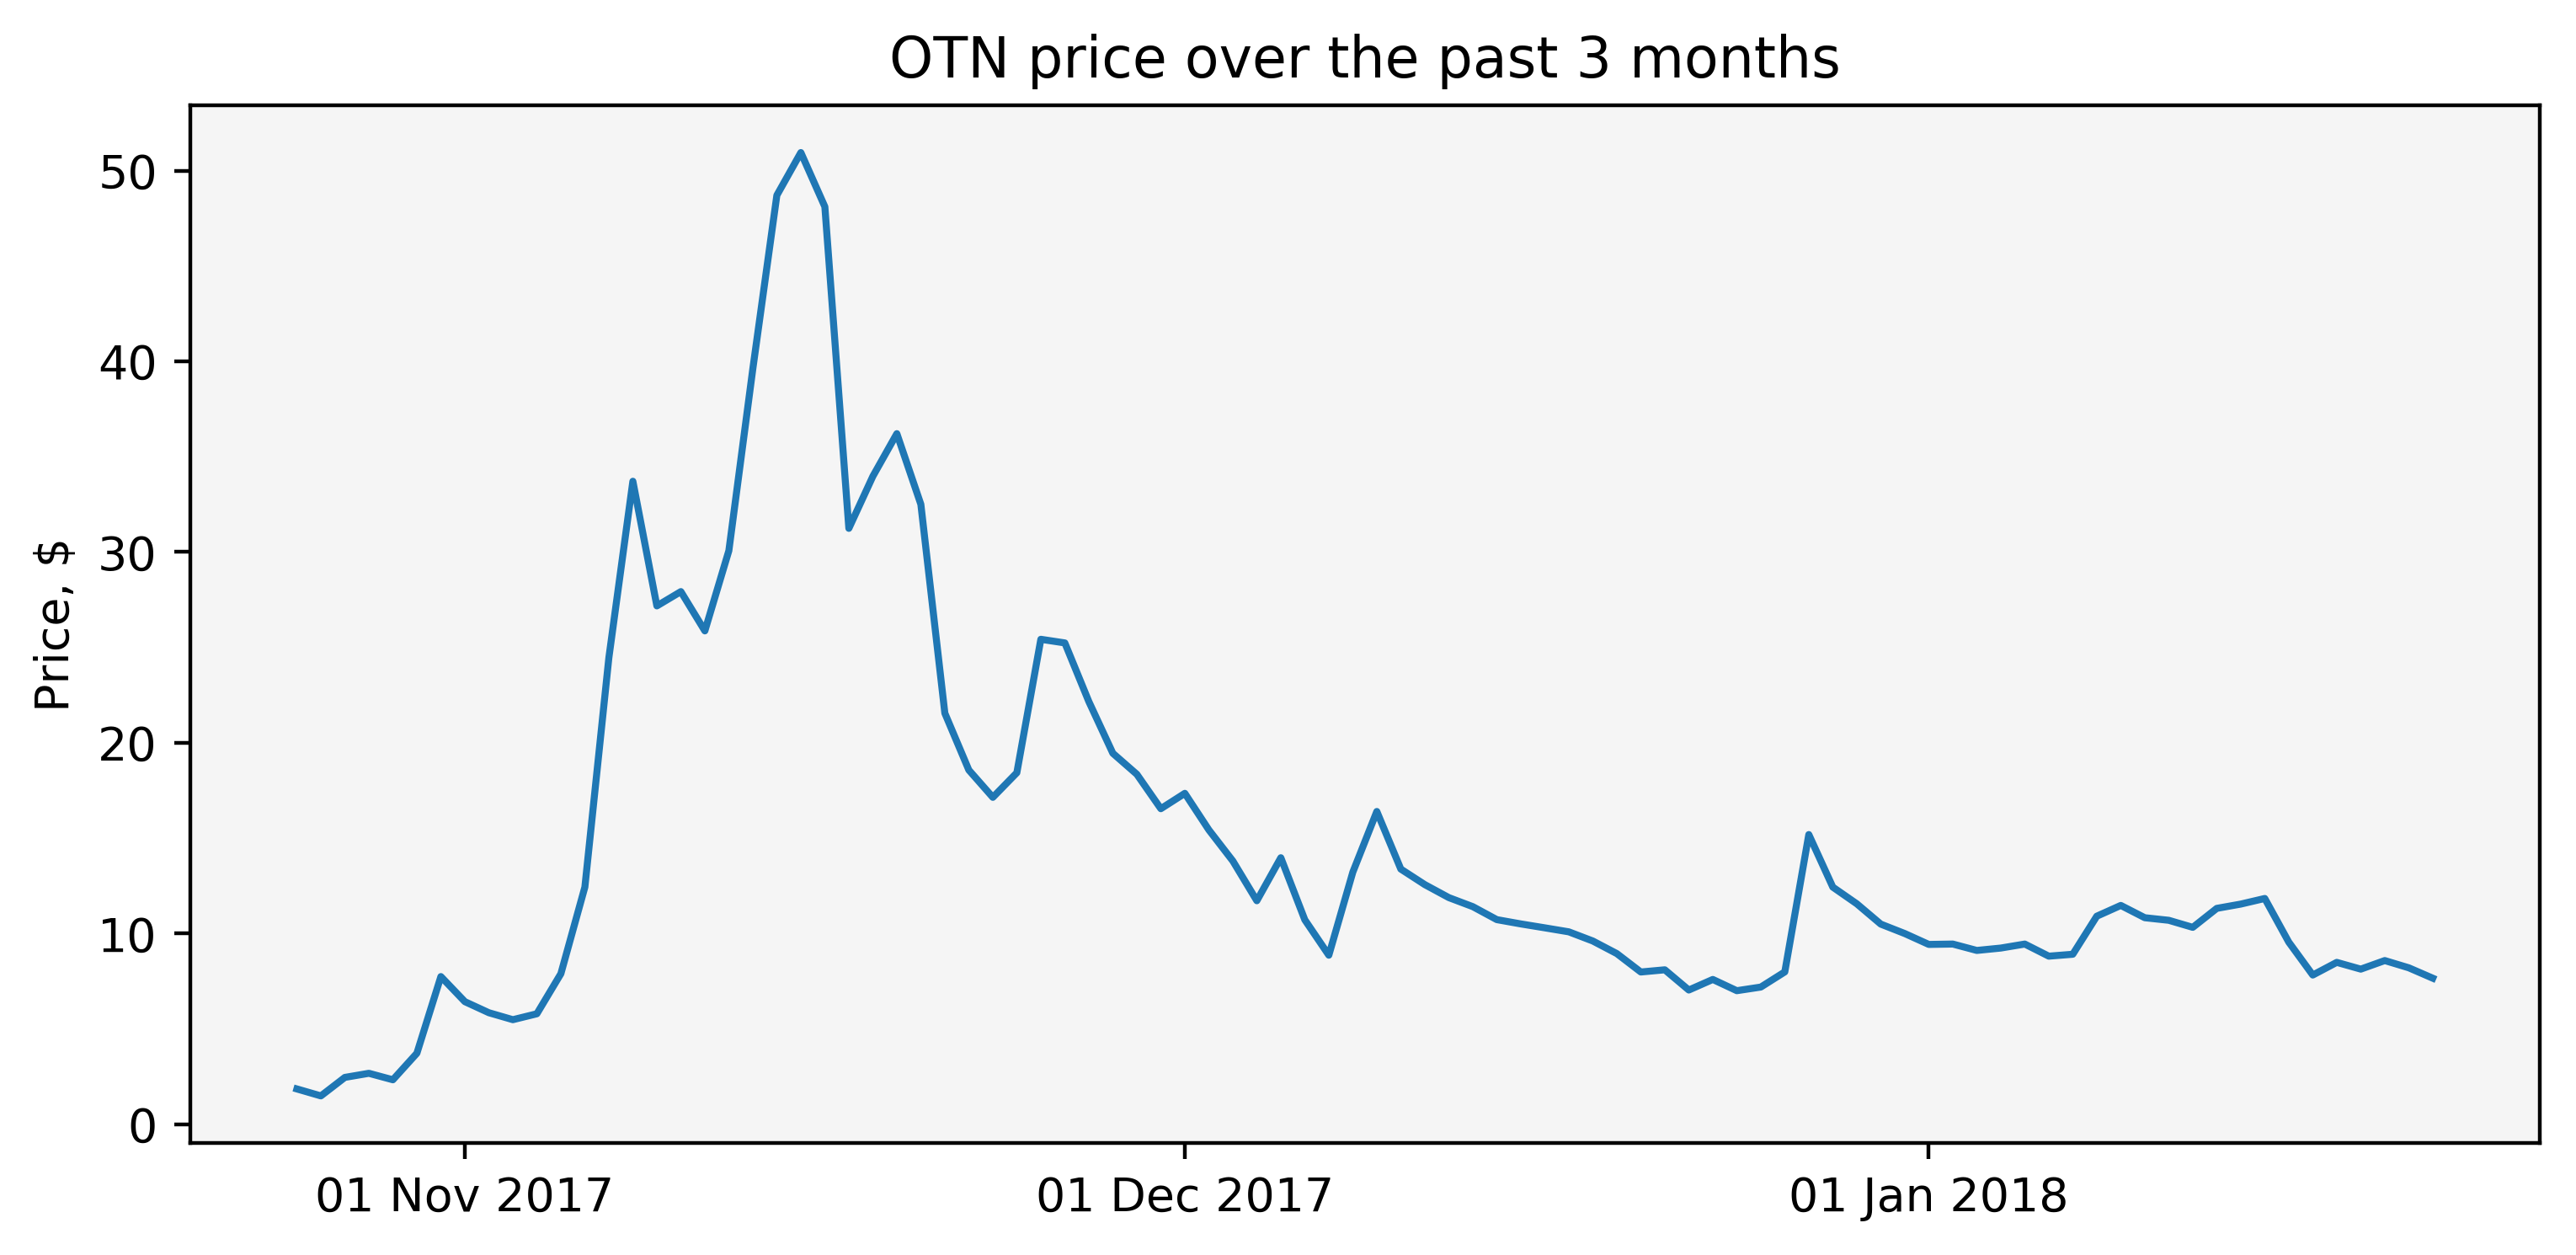 OTN price over the past 3 months
Price, $
50
40
30
20
10
0
01 Nov 2017
01 Dec 2017
01 Jan 2018